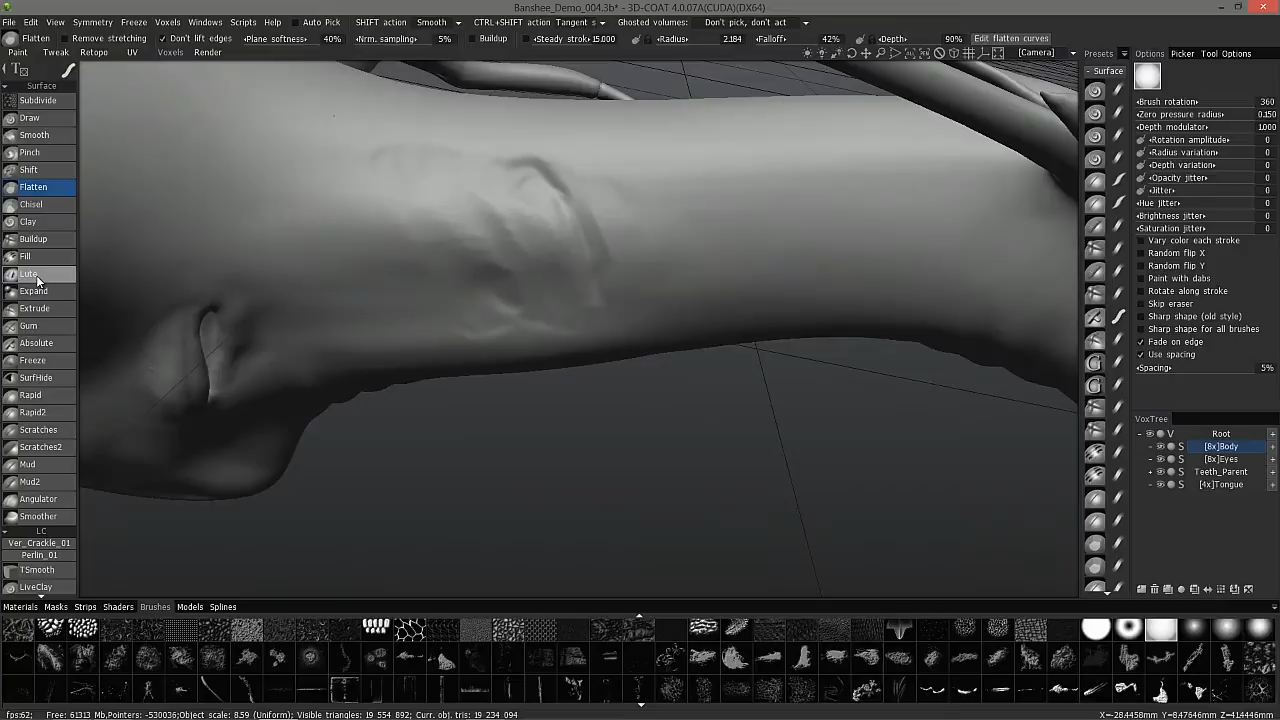 Banshee_Demo_004.3b* - 3D-COAT 4.0.07A(CUDA)(DX64)
File Edit View Symmetry Freeze Voxels Windows Scripts Help Auto Pick SHIFT action Smooth CTRL+SHIFT action Tangent s Ghosted volumes: Don't pick, don't act
Flatten Remove stretching Don't lift edges Plane softness 40% Nrm. sampling 5% Buildup Steady strok 15.000 Radius 2.184 Falloff 42% Depth 90% Edit flatten curves
Paint Tweak Retopo UV Voxels Render [Camera] Presets Options Picker Tool Options
Surface
Subdivide
Draw
Smooth
Pinch
Shift
Flatten
Chisel
Clay
Buildup
Fill
Lute
Expand
Extrude
Gum
Absolute
Freeze
SurfHide
Rapid
Rapid2
Scratches
Scratches2
Mud
Mud2
Angulator
Smoother
LC
Ver_Crackle_01
Perlin_01
TSmooth
LiveClay
- Surface
Brush rotation: 360
Zero pressure radius: 0.150
Depth modulator: 1.000
Rotation amplitude: 0
Radius variation: 0
Depth variation: 0
Opacity jitter: 0
Jitter: 0
Hue jitter: 0
Brightness jitter: 0
Saturation jitter: 0
Vary color each stroke
Random flip X
Random flip Y
Paint with dabs
Rotate along stroke
Skip eraser
Sharp shape (old style)
Sharp shape for all brushes
Fade on edge
Use spacing
Spacing: 5%
VoxTree
- V Root +
- S [8x]Body +
- S [8x]Eyes +
+ S Teeth_Parent +
- S [4x]Tongue +
Materials Masks Strips Shaders Brushes Models Splines
fps:62; Free: 61313 Mb,Pointers: -530036;Object scale: 8.59 (Uniform); Visible triangles: 19 554 892; Curr. obj. tris: 19 234 094 X=-28.4458mm Y=8.47646mm Z=41.4446mm